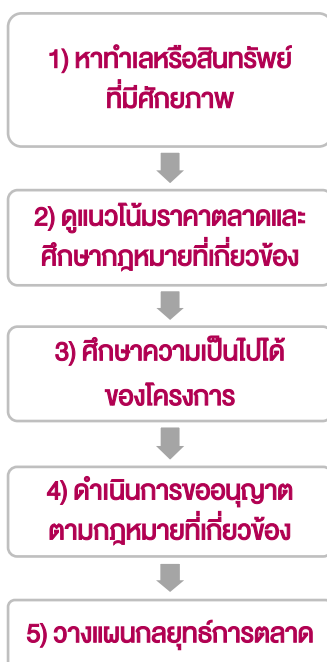 1) หาทำเลหรือสินทรัพย์
ที่มีศักยภาพ
2) ดูแนวโน้มราคาตลาดและ
ศึกษากฎหมายที่เกี่ยวข้อง
3) ศึกษาความเป็นไปได้
ของโครงการ
4) ดำเนินการขออนุญาต
ตามกฎหมายที่เกี่ยวข้อง
5) วางแผนกลยุทธ์การตลาด